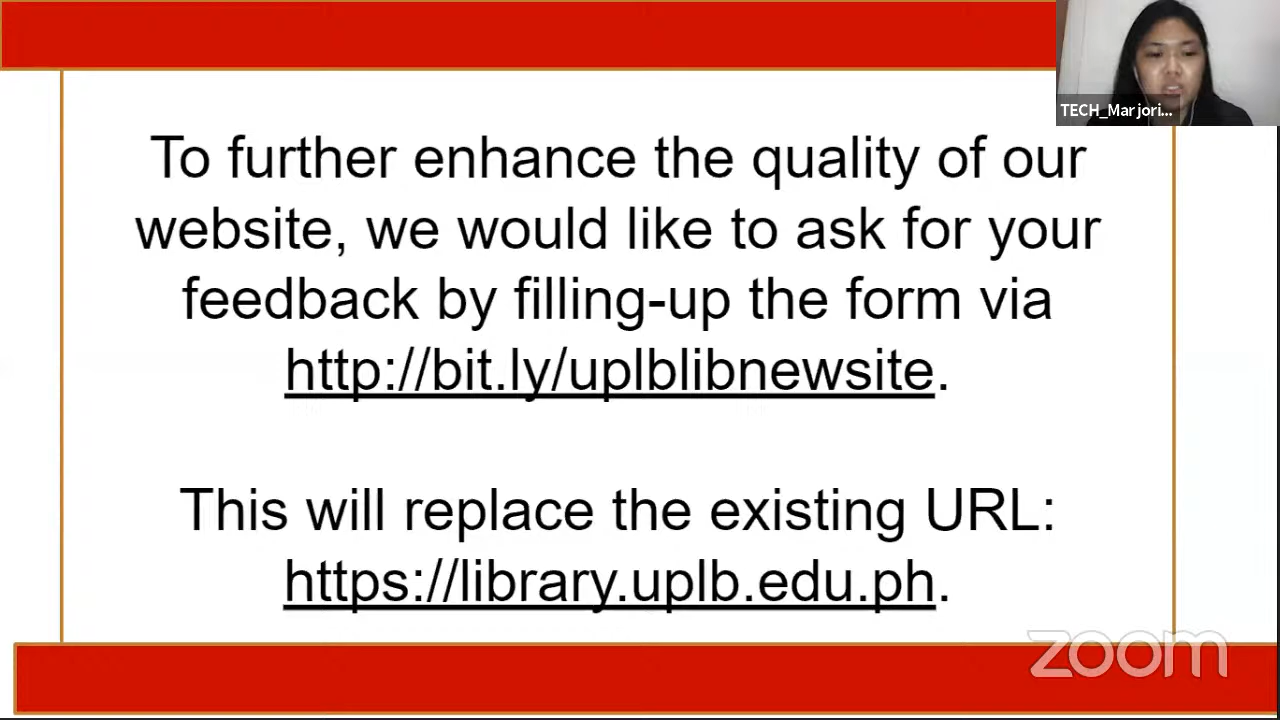 TECH_Marjori...
To further enhance the quality of our
website, we would like to ask for your
feedback by filling-up the form via
http://bit.ly/uplblibnewsite.
This will replace the existing URL:
https://library.uplb.edu.ph.
zoom